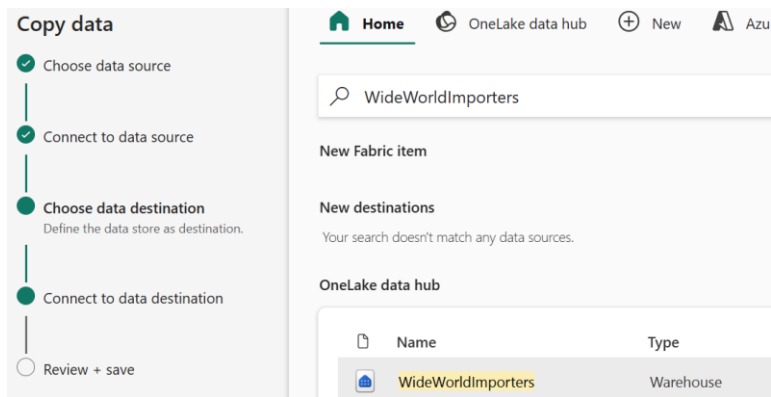 Copy data
Choose data source
Connect to data source
Choose data destination
Define the data store as destination.
Connect to data destination
Review + save
Home OneLake data hub New Azu
WideWorldImporters
New Fabric item
New destinations
Your search doesn't match any data sources.
OneLake data hub
Name Type
WideWorldImporters Warehouse